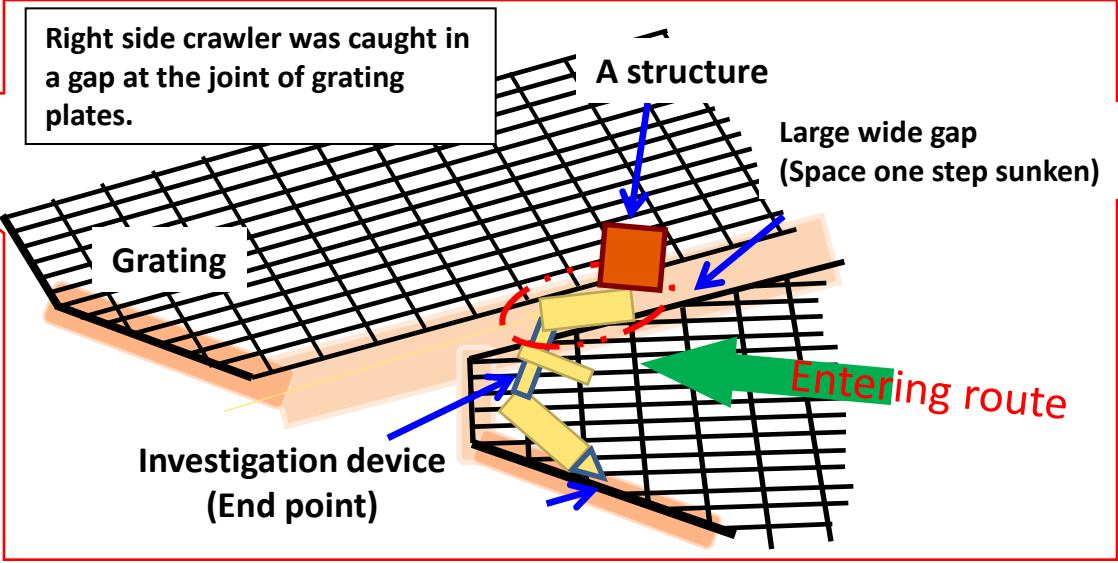 Right side crawler was caught in
a gap at the joint of grating
plates.
A structure
Large wide gap
(Space one step sunken)
Grating
Entering route
Investigation device
(End point)